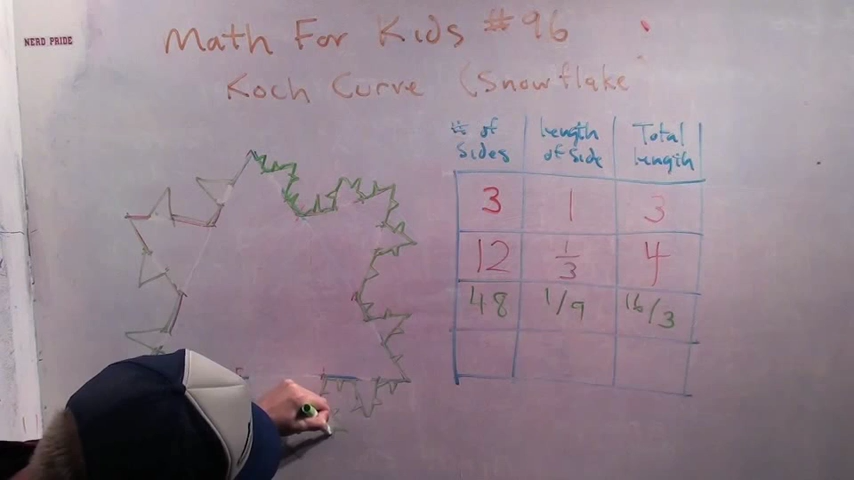 NERD PRIDE
Math For Kids #96
Koch Curve (Snowflake
# of Sides | length of side | Total length
3 | 1 | 3
12 | 1/3 | 4
48 | 1/9 | 16/3